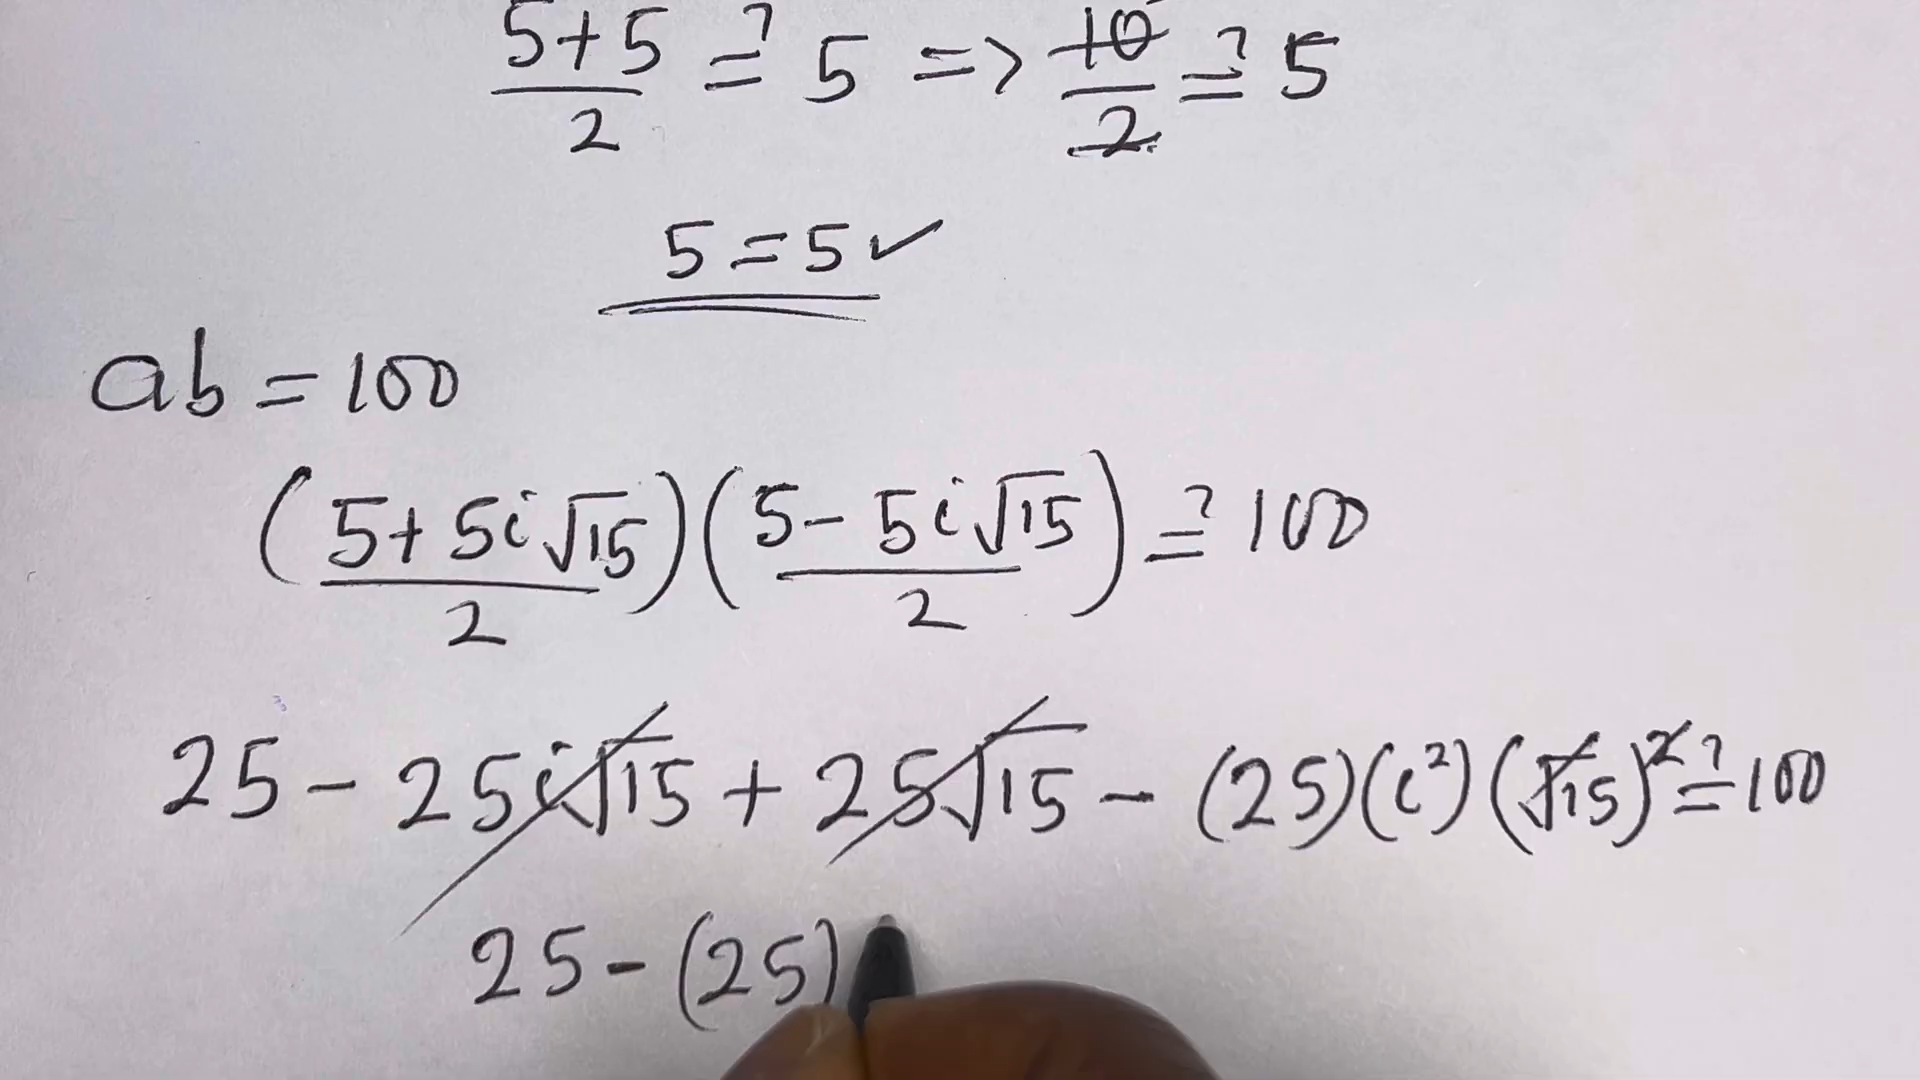 5+5/2 =? 5 => 10/2 =? 5
5 = 5 ✓
ab = 100
(5+5i√15/2)(5-5i√15/2) =? 100
25 - 25i√15 + 25√15 - (25)(i²)(√15)² =? 100
25 - (25)